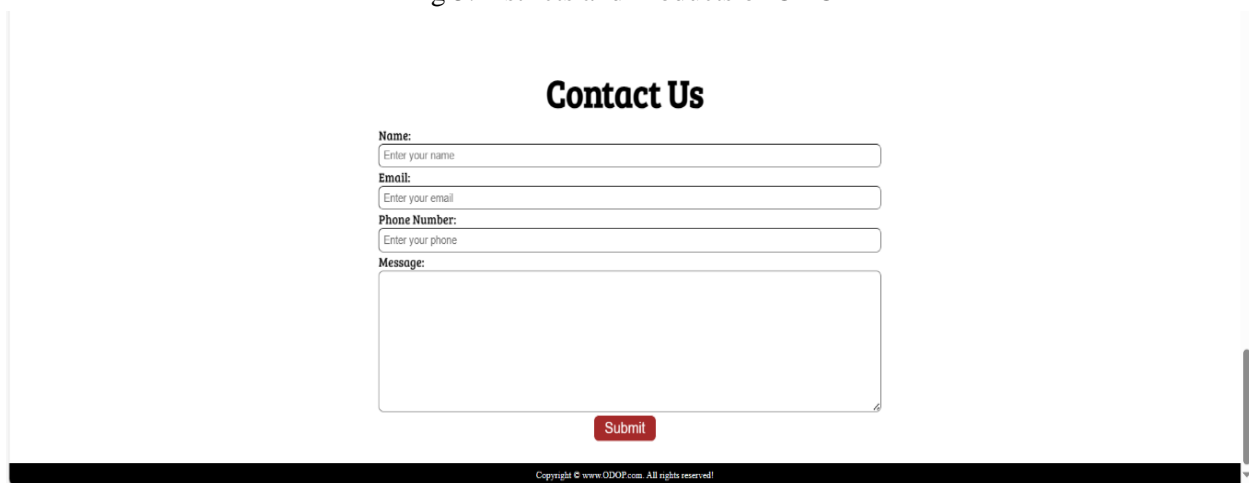 Contact Us
Name:
Enter your name
Email:
Enter your email
Phone Number:
Enter your phone
Message:
Submit
Copyright © www.ODOP.com. All rights reserved!